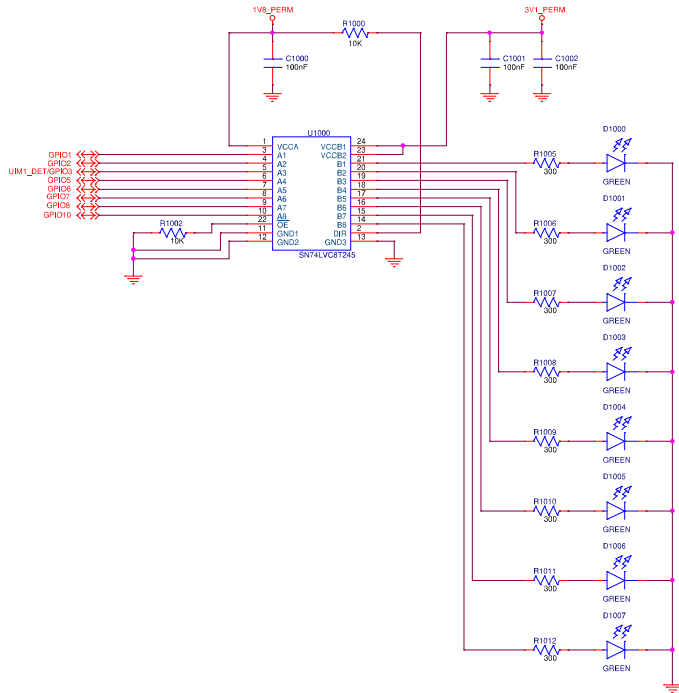 1V8_PERM
3V1_PERM
R1000
10K
C1000
100nF
C1001
100nF
C1002
100nF
U1000
1 VCCA VCCB1 24
GPIO1 3 A1 VCCB2 23
GPIO2 4 A2 B1 21
UIM1_DET/GPIO3 5 A3 B2 20
GPIO5 6 A4 B3 19
GPIO6 7 A5 B4 18
GPIO7 8 A6 B5 17
GPIO8 9 A7 B6 16
GPIO10 10 A8 B7 15
22 OE B8 14
11 GND1 DIR 2
12 GND2 GND3 13
SN74LVC8T245
R1002
10K
D1000
R1005
300
GREEN
D1001
R1006
300
GREEN
D1002
R1007
300
GREEN
D1003
R1008
300
GREEN
D1004
R1009
300
GREEN
D1005
R1010
300
GREEN
D1006
R1011
300
GREEN
D1007
R1012
300
GREEN